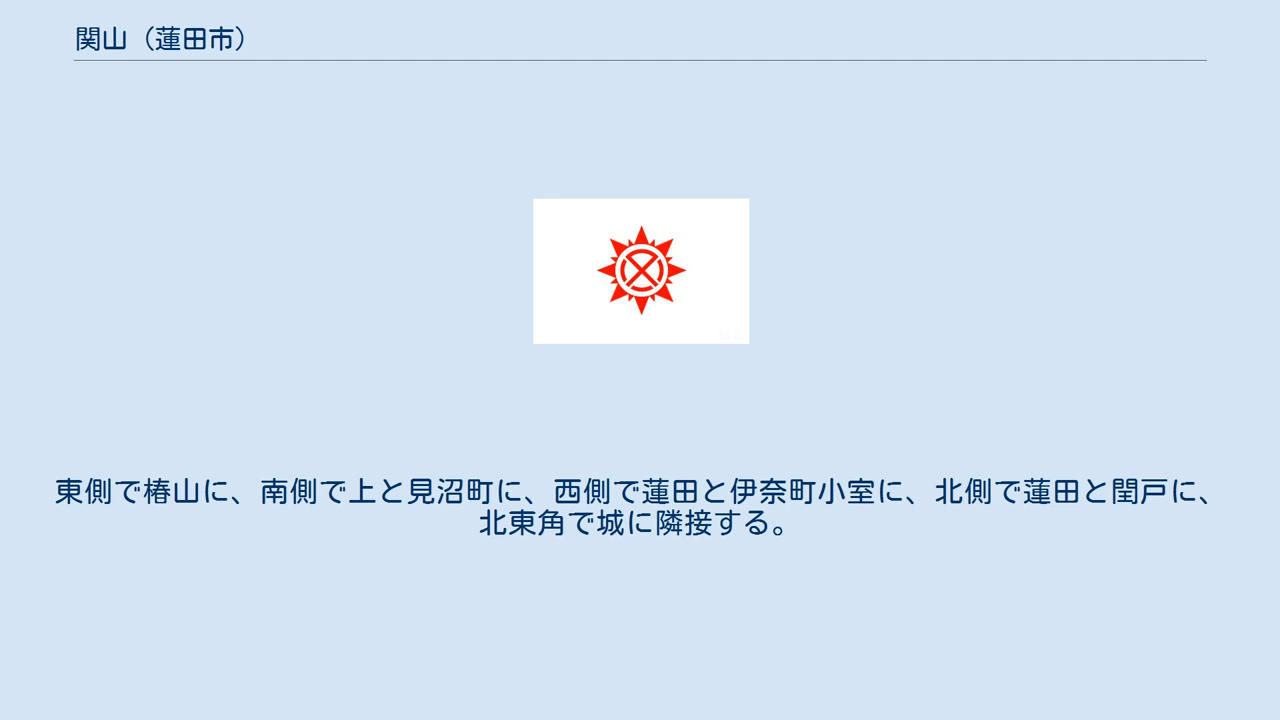 関山（蓮田市）
東側で椿山に、南側で上と見沼町に、西側で蓮田と伊奈町小室に、北側で蓮田と閏戸に、
北東角で城に隣接する。